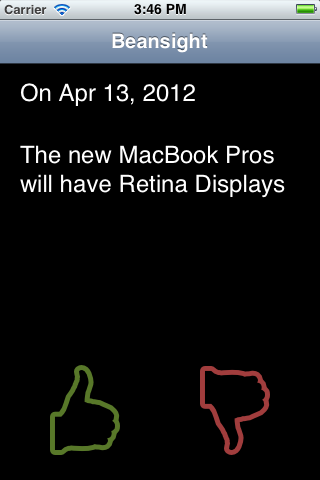 Carrier 3:46 PM
Beansight
On Apr 13, 2012
The new MacBook Pros
will have Retina Displays